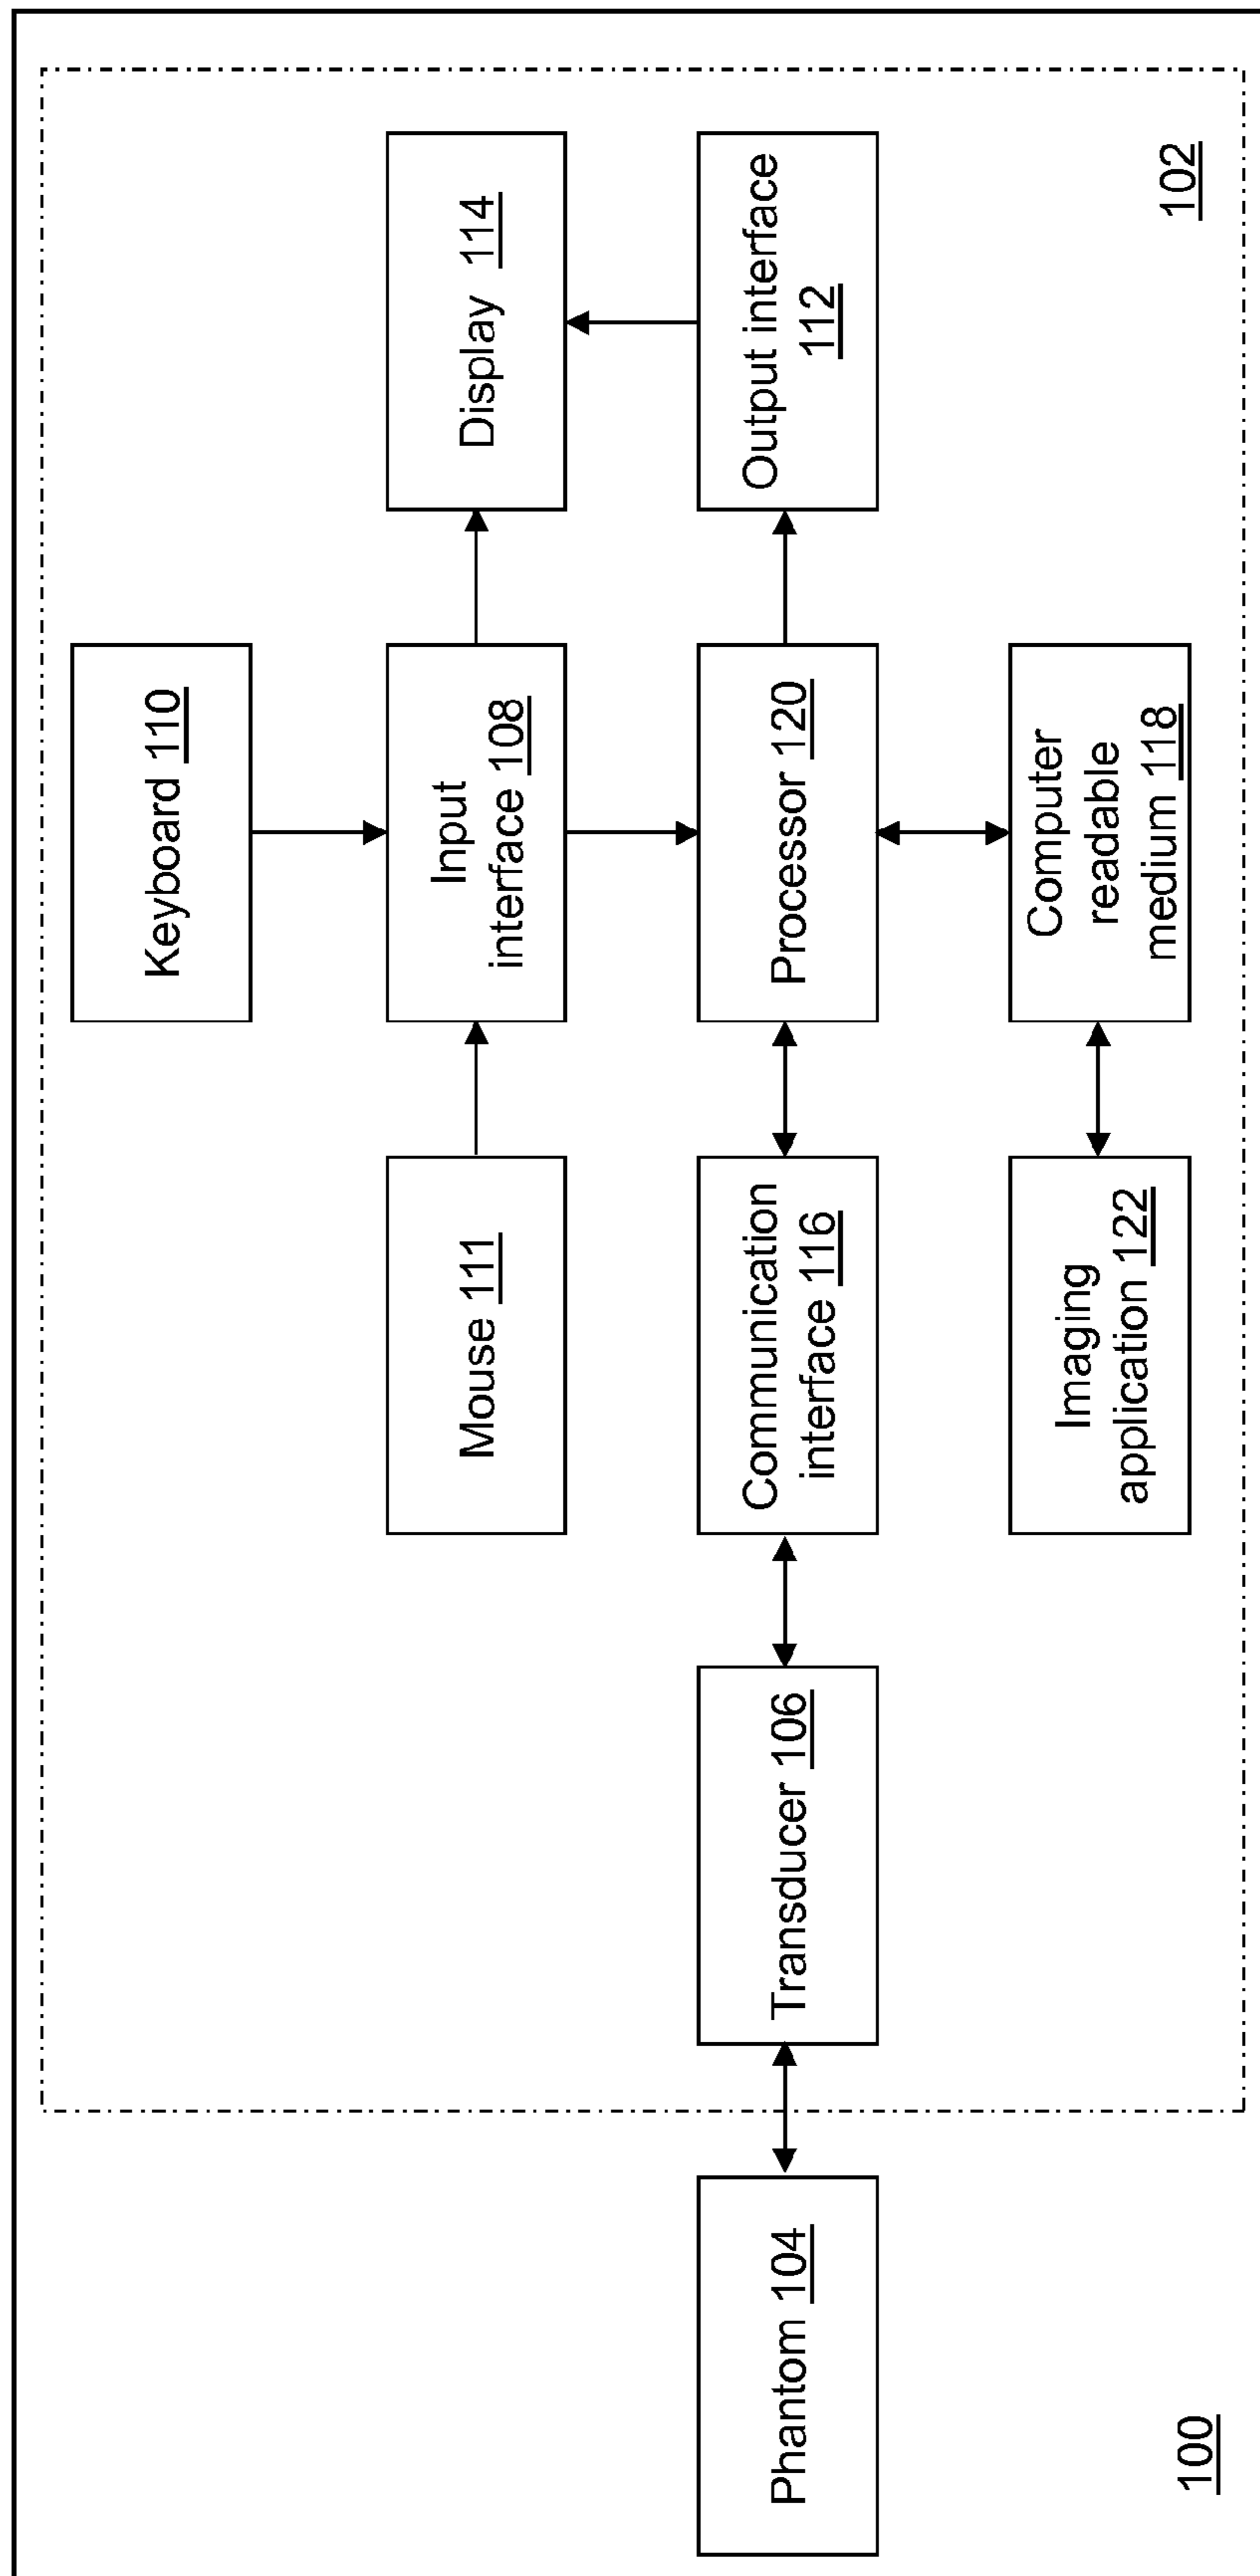 Keyboard 110
Mouse 111
Input
interface 108
Display 114
Phantom 104
Transducer 106
Communication
interface 116
Processor 120
Output interface
112
Imaging
application 122
Computer
readable
medium 118
100
102